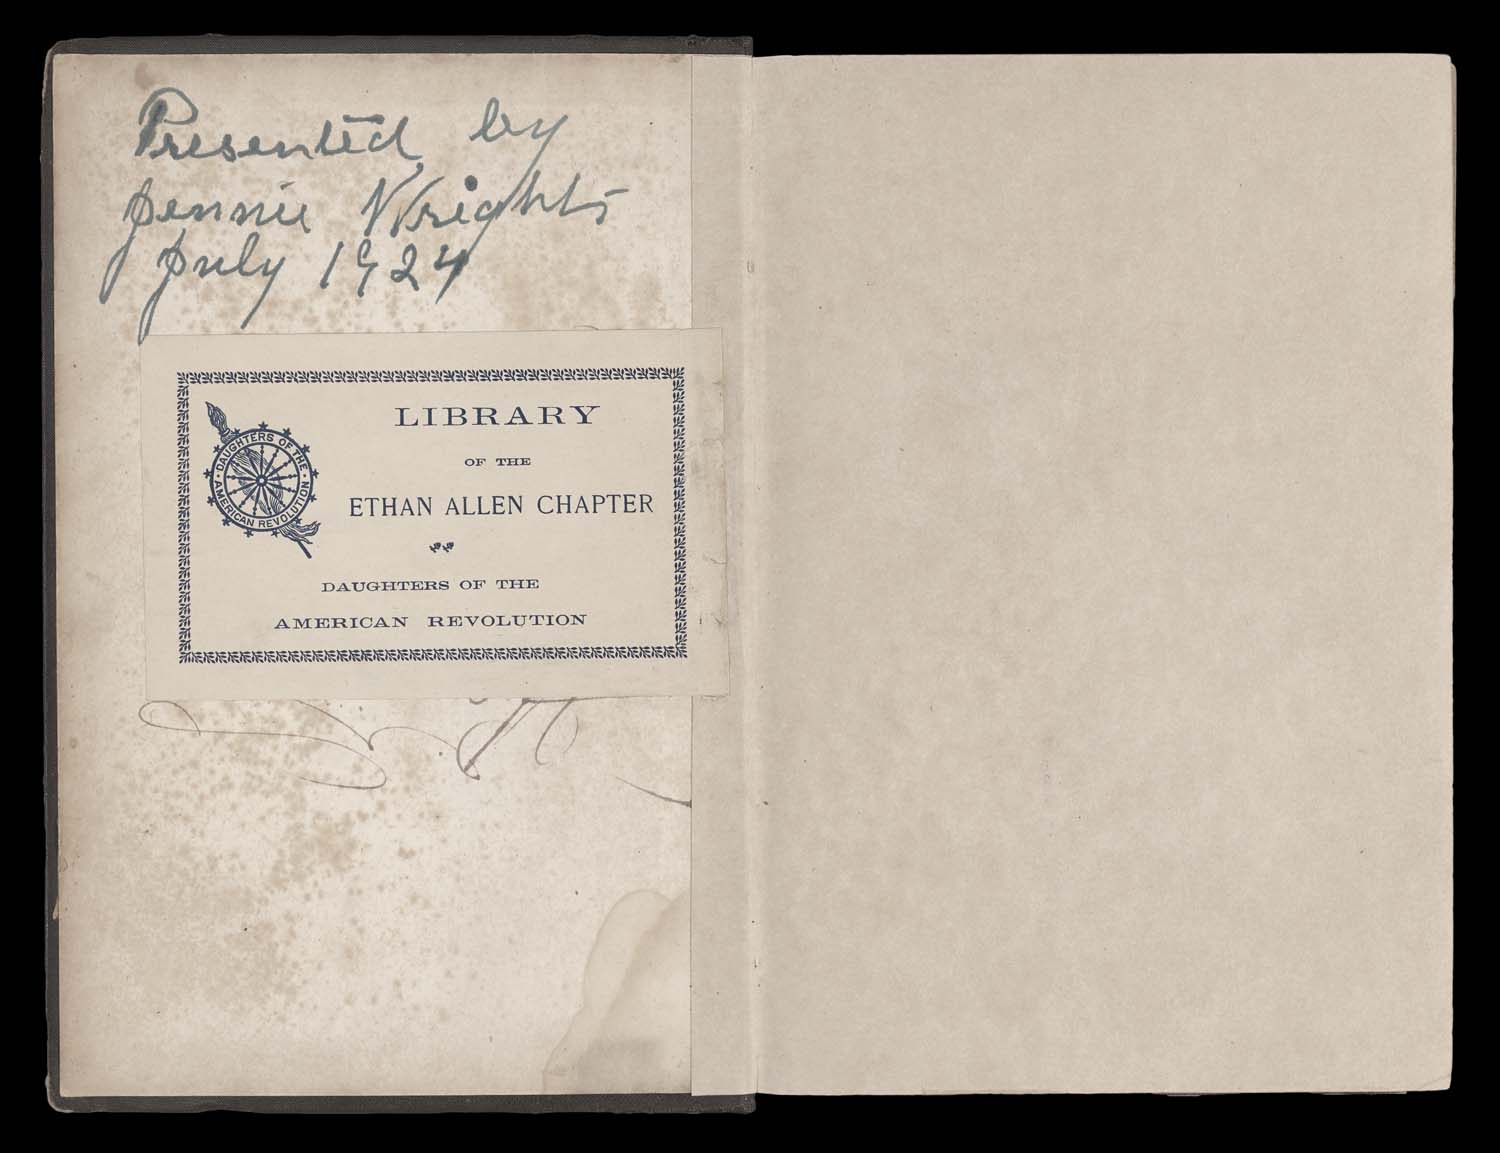 Presented by
Jennie Wrights
July 1924
LIBRARY
OF THE
ETHAN ALLEN CHAPTER
DAUGHTERS OF THE
AMERICAN REVOLUTION
DAUGHTERS OF THE
AMERICAN REVOLUTION